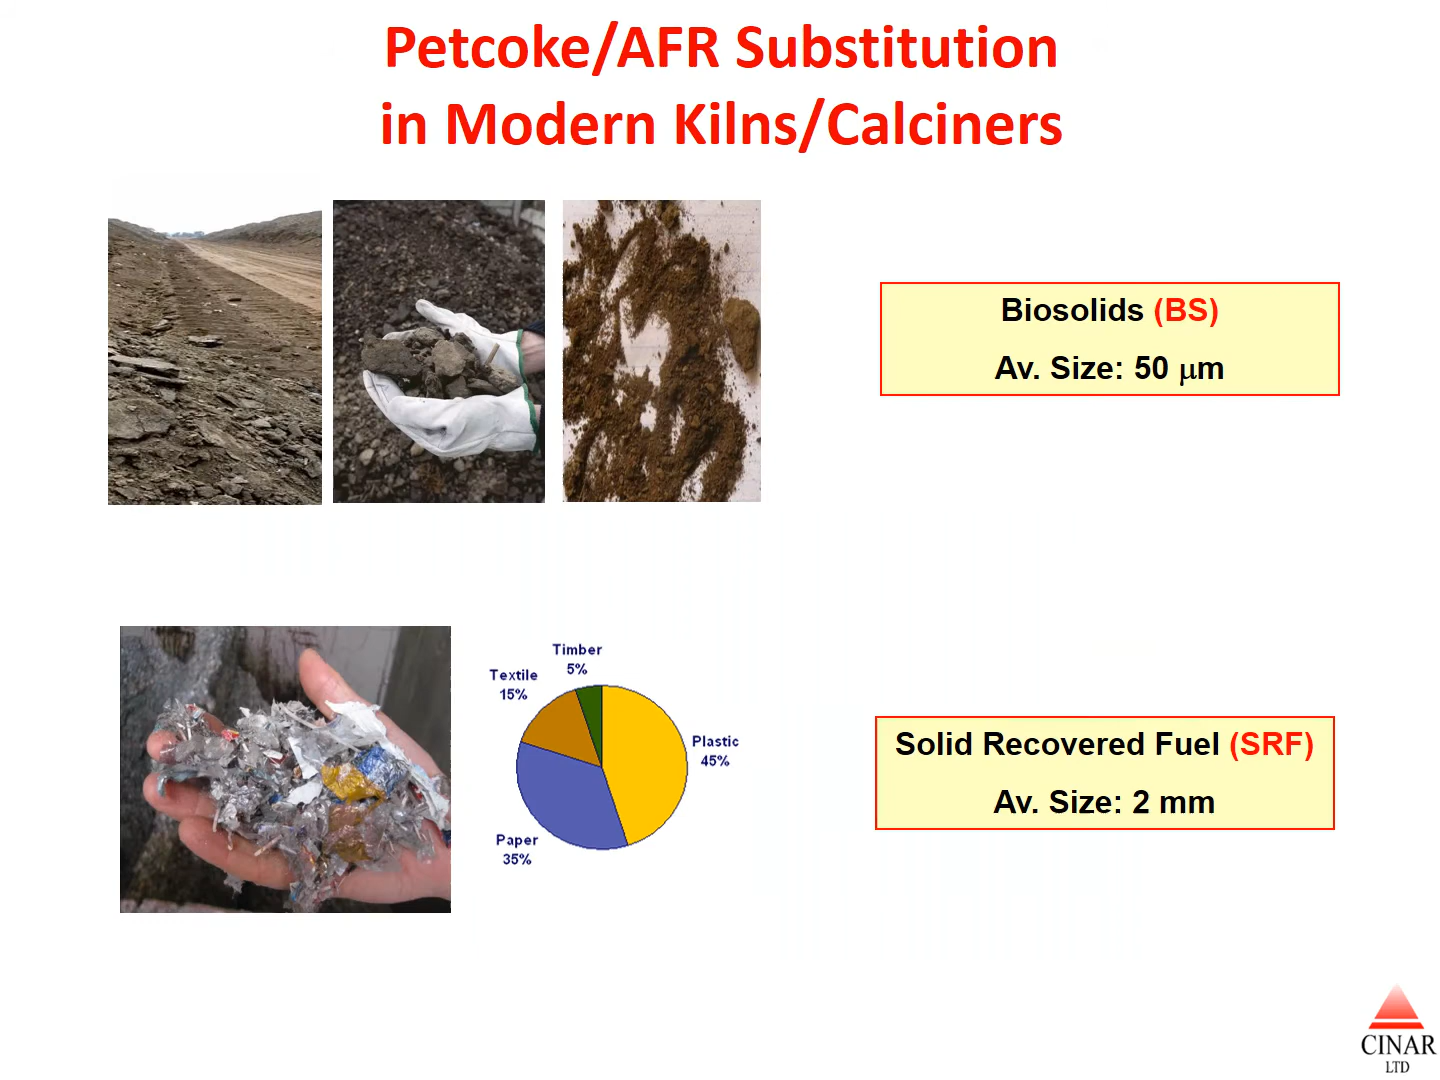 Petcoke/AFR Substitution
in Modern Kilns/Calciners
Biosolids (BS)
Av. Size: 50 μm
Timber
5%
Textile
15%
Plastic
45%
Paper
35%
Solid Recovered Fuel (SRF)
Av. Size: 2 mm
CINAR
LTD